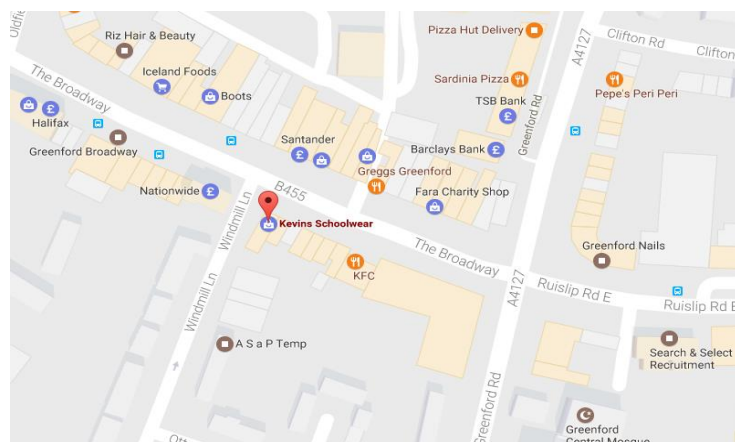 Oldfie
Riz Hair & Beauty
Pizza Hut Delivery
A4127
Clifton Rd
Clifton
The Broadway
Iceland Foods
Boots
Sardinia Pizza
TSB Bank
£
Pepe's Peri Peri
£
Halifax
Greenford Broadway
Santander
£
Barclays Bank
£
Greenford Rd
Greggs Greenford
Nationwide
£
B455
Fara Charity Shop
Windmill Ln
Kevins Schoolwear
The Broadway
Greenford Nails
KFC
A4127
Ruislip Rd E
Ruislip Rd E
Windmill Ln
A S a P Temp
Search & Select
Recruitment
Greenford Rd
Greenford
Central Mosque